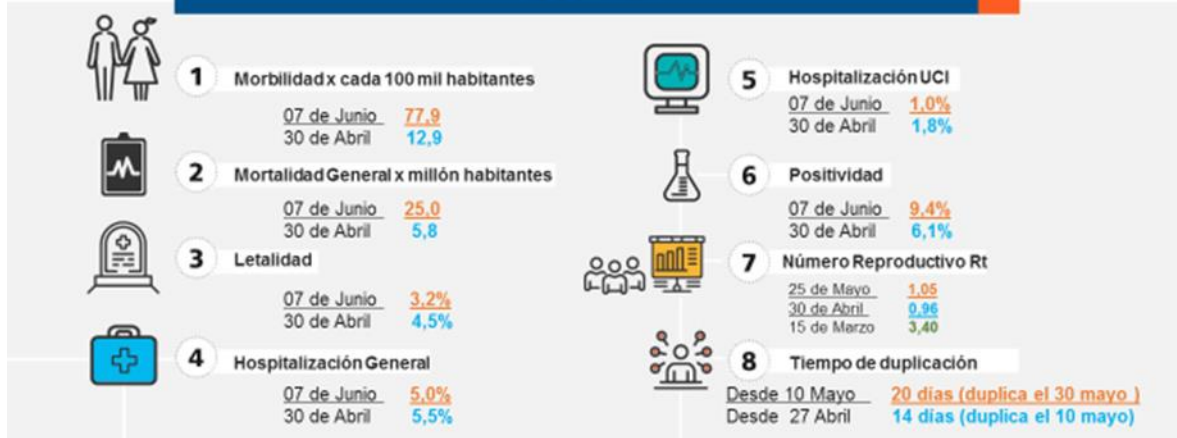 1
Morbilidad x cada 100 mil habitantes
07 de Junio 77,9
30 de Abril 12,9
2
Mortalidad General x millón habitantes
07 de Junio 25,0
30 de Abril 5,8
3
Letalidad
07 de Junio 3,2%
30 de Abril 4,5%
4
Hospitalización General
07 de Junio 5,0%
30 de Abril 5,5%
5
Hospitalización UCI
07 de Junio 1,0%
30 de Abril 1,8%
6
Positividad
07 de Junio 9,4%
30 de Abril 6,1%
7
Número Reproductivo Rt
25 de Mayo 1,05
30 de Abril 0,96
15 de Marzo 3,40
8
Tiempo de duplicación
Desde 10 Mayo 20 días (duplica el 30 mayo )
Desde 27 Abril 14 días (duplica el 10 mayo)